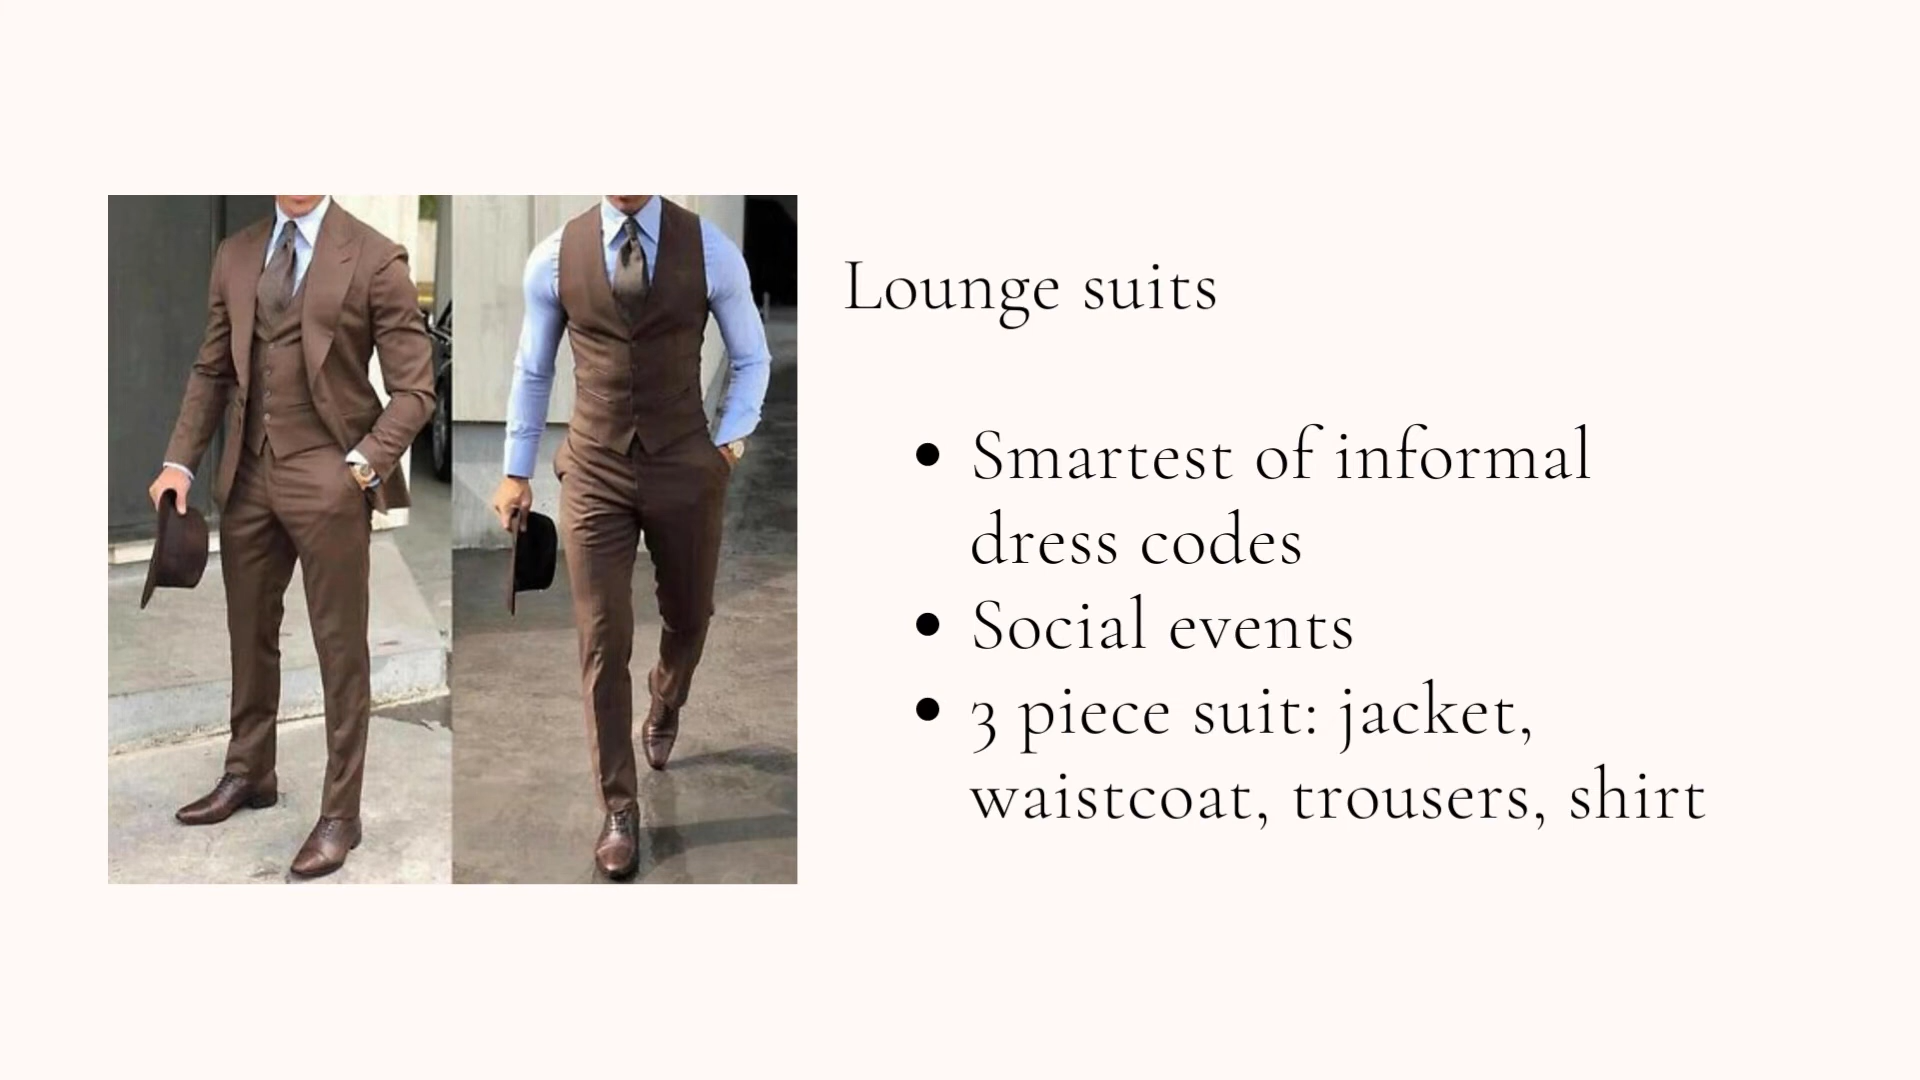 Lounge suits
• Smartest of informal
dress codes
• Social events
• 3 piece suit: jacket,
waistcoat, trousers, shirt